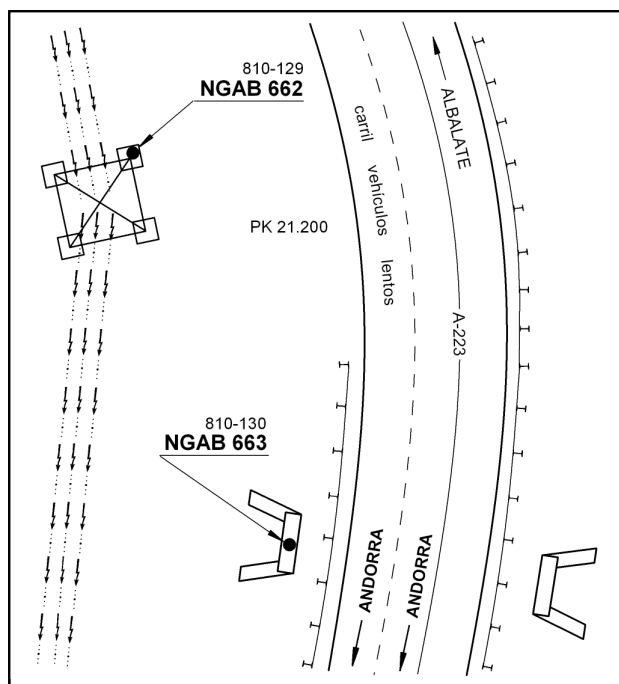 810-129
NGAB 662
ALBALATE
carril vehículos lentos
PK 21.200
A-223
810-130
NGAB 663
ANDORRA
ANDORRA